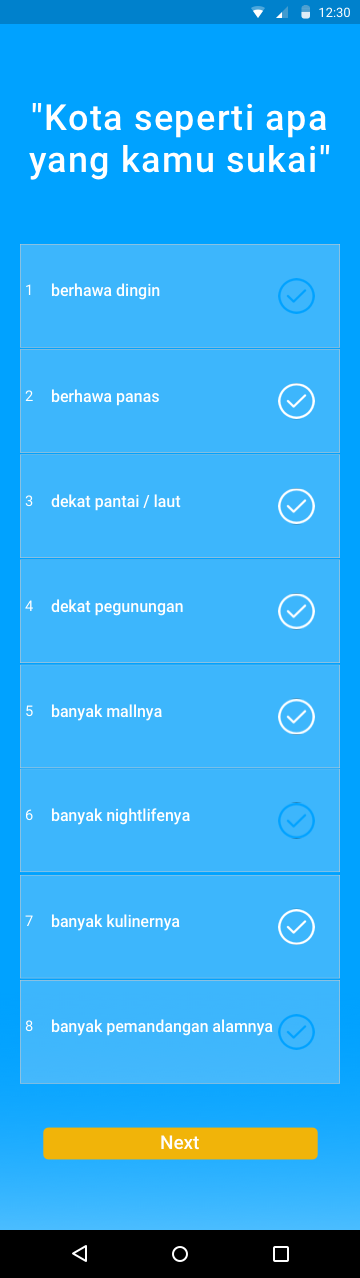 12:30
"Kota seperti apa
yang kamu sukai"
1 berhawa dingin
2 berhawa panas
3 dekat pantai / laut
4 dekat pegunungan
5 banyak mallnya
6 banyak nightlifenya
7 banyak kulinernya
8 banyak pemandangan alamnya
Next